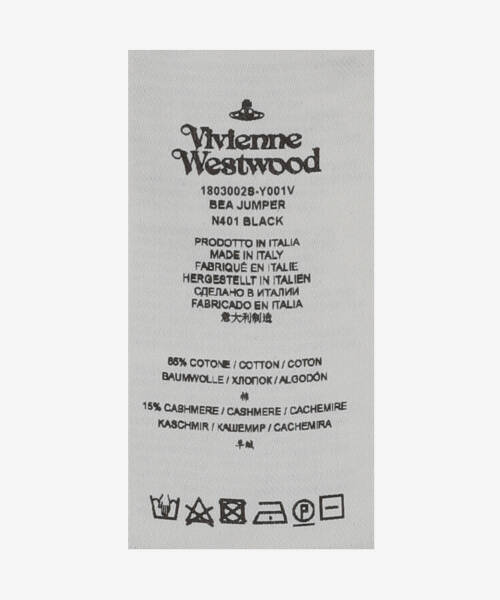 Vivienne
Westwood
1803002S-Y001V
BEA JUMPER
N401 BLACK
PRODOTTO IN ITALIA
MADE IN ITALY
FABRIQUÉ EN ITALIE
HERGESTELLT IN ITALIEN
СДЕЛАНО В ИТАЛИИ
FABRICADO EN ITALIA
意大利制造
85% COTONE / COTTON / COTON
BAUMWOLLE / ХЛОПОК / ALGODÓN
棉
15% CASHMERE / CASHMERE / CACHEMIRE
KASCHMIR / КАШЕМИР / CACHEMIRA
羊绒
P